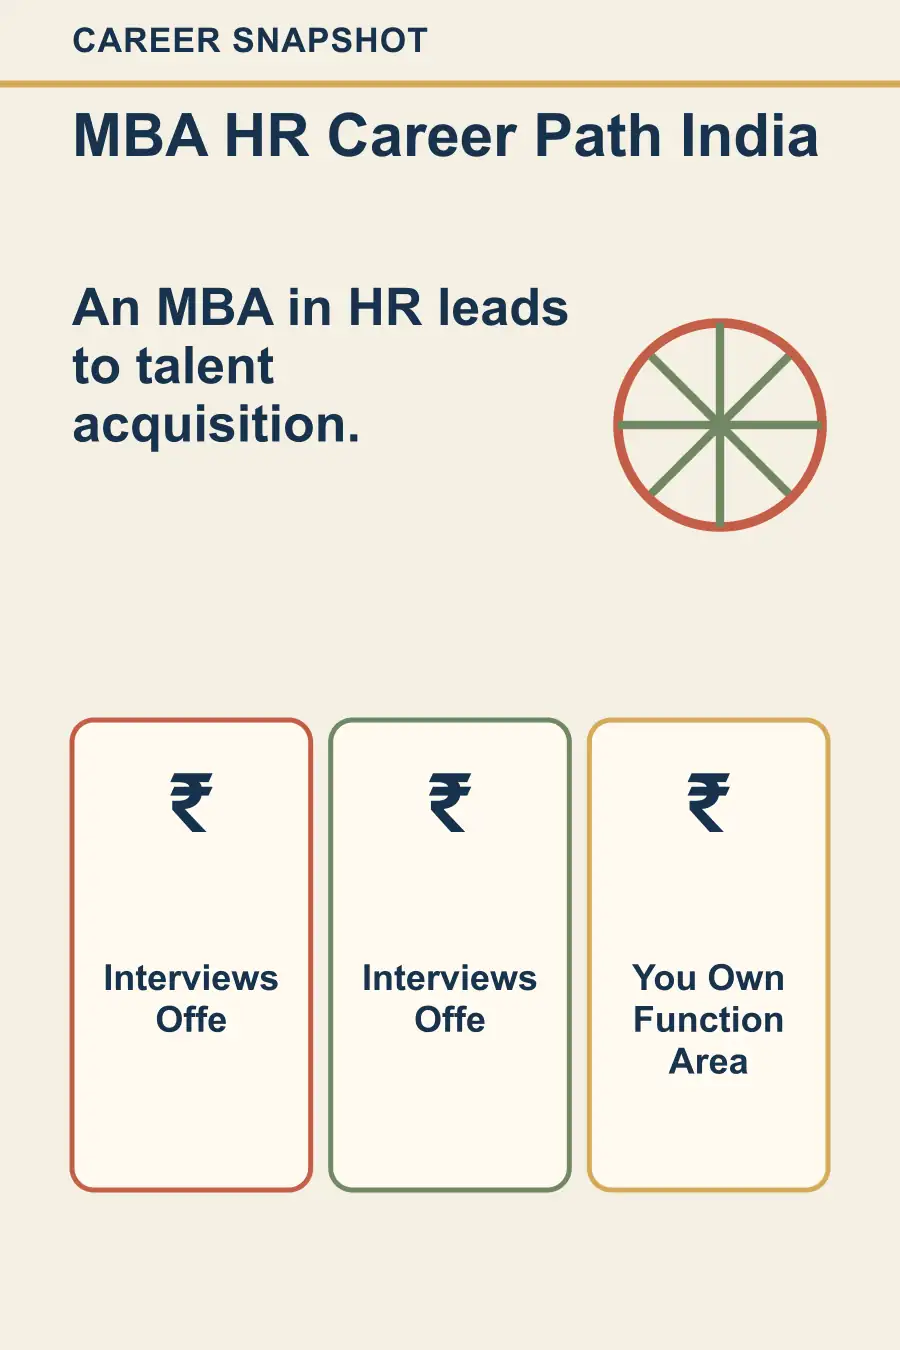 CAREER SNAPSHOT
MBA HR Career Path India
An MBA in HR leads
to talent
acquisition.
₹
Interviews
Offe
₹
Interviews
Offe
₹
You Own
Function
Area